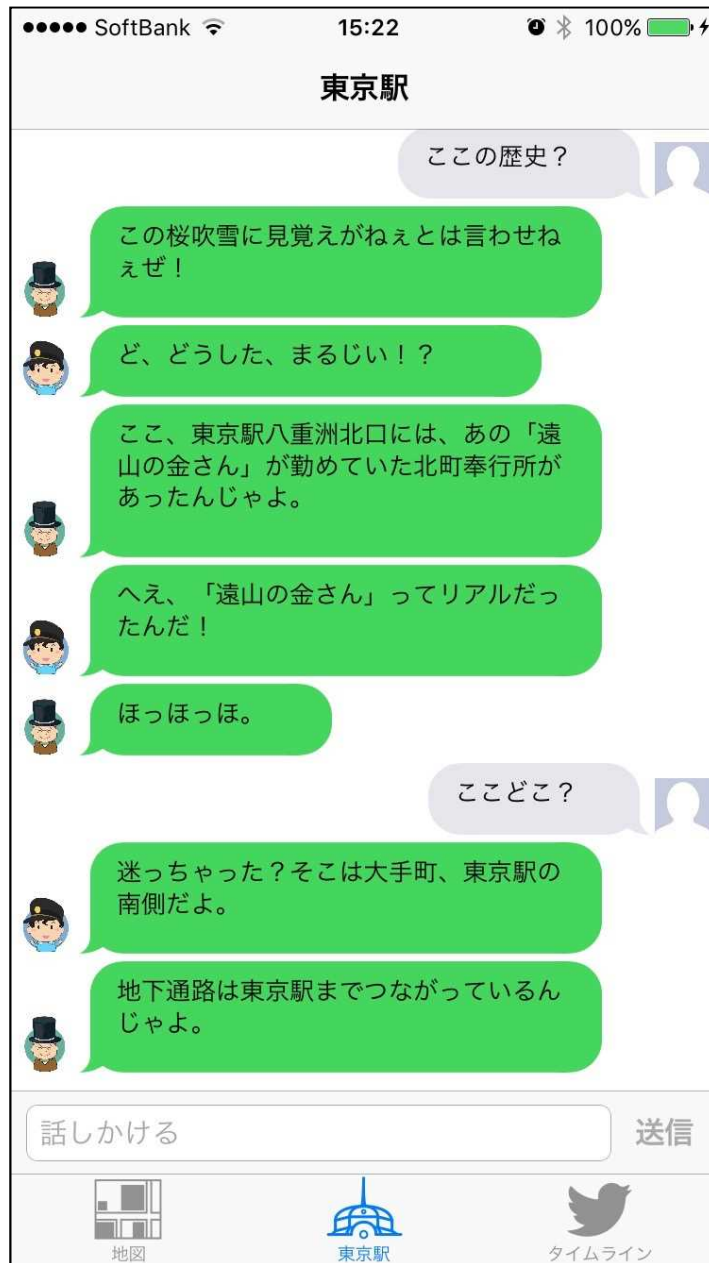 ●●●●● SoftBank 15:22 100%
東京駅
ここの歴史？
この桜吹雪に見覚えがねぇとは言わせね
ぇぜ！
ど、どうした、まるじい！？
ここ、東京駅八重洲北口には、あの「遠
山の金さん」が勤めていた北町奉行所が
あったんじゃよ。
へえ、「遠山の金さん」ってリアルだっ
たんだ！
ほっほっほ。
ここどこ？
迷っちゃった？そこは大手町、東京駅の
南側だよ。
地下通路は東京駅までつながっているん
じゃよ。
話しかける 送信
地図 東京駅 タイムライン